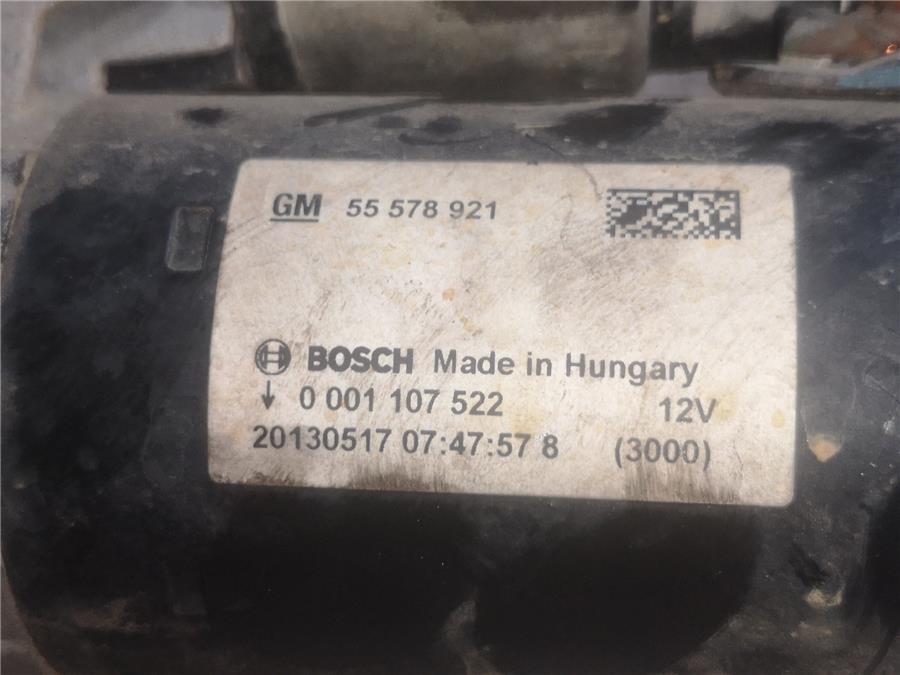 GM 55 578 921
BOSCH Made in Hungary
↓ 0 001 107 522 12V
20130517 07:47:57 8 (3000)